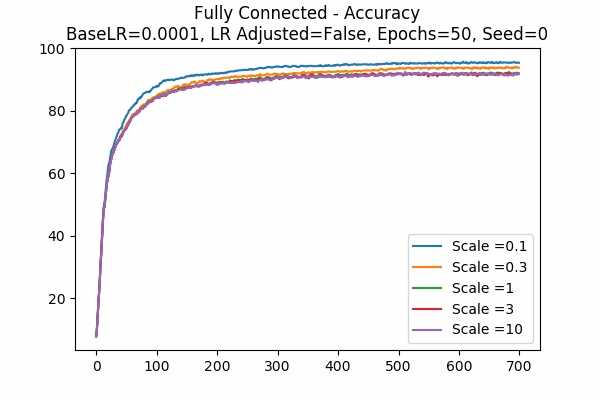 Fully Connected - Accuracy
BaseLR=0.0001, LR Adjusted=False, Epochs=50, Seed=0
100
80
60
40
20
Scale =0.1
Scale =0.3
Scale =1
Scale =3
Scale =10
0 100 200 300 400 500 600 700